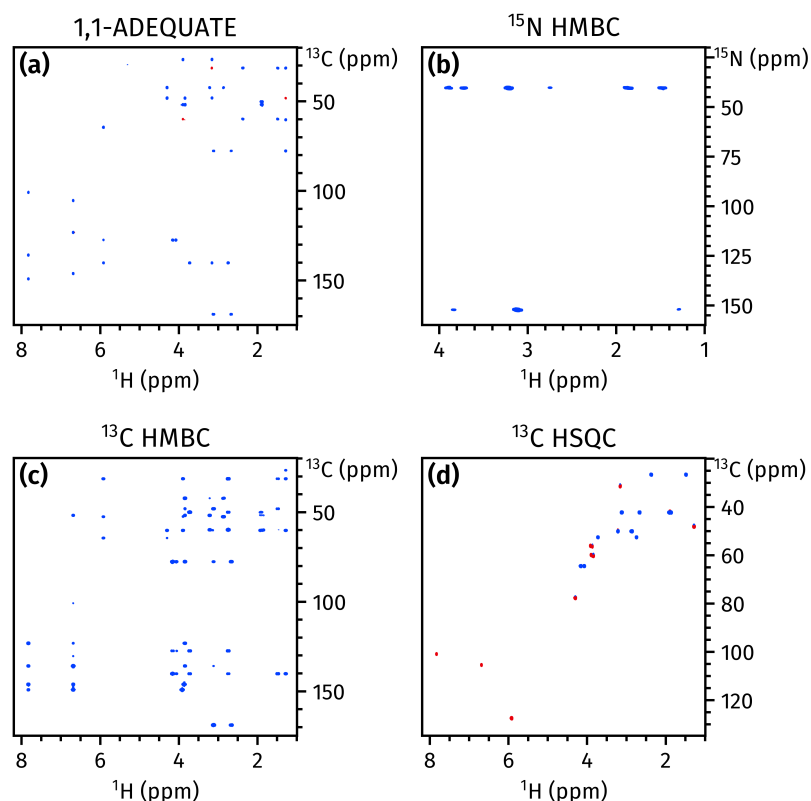 1,1-ADEQUATE
(a)
¹³C (ppm)
50
100
150
8 6 4 2
¹H (ppm)
¹⁵N HMBC
(b)
¹⁵N (ppm)
50
75
100
125
150
4 3 2 1
¹H (ppm)
¹³C HMBC
(c)
¹³C (ppm)
50
100
150
8 6 4 2
¹H (ppm)
¹³C HSQC
(d)
¹³C (ppm)
40
60
80
100
120
8 6 4 2
¹H (ppm)